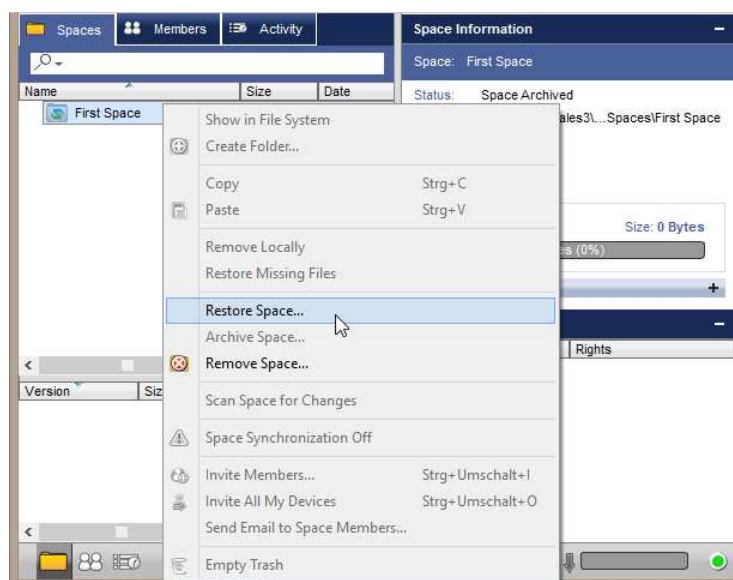 Spaces Members Activity
Space Information
Space: First Space
Name Size Date
Status: Space Archived
First Space
ales3\...Spaces\First Space
Show in File System
Create Folder...
Copy Strg+C
Paste Strg+V
Size: 0 Bytes
es (0%)
Remove Locally
Restore Missing Files
Restore Space...
Archive Space...
Remove Space...
Rights
Version Siz
Scan Space for Changes
Space Synchronization Off
Invite Members... Strg+Umschalt+I
Invite All My Devices Strg+Umschalt+O
Send Email to Space Members...
Empty Trash